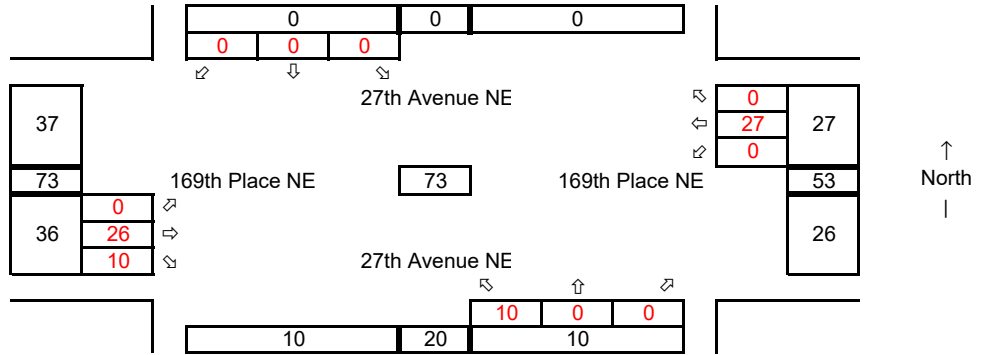 0 0 0
0 0 0
⬃ ⇩ ⬂
27th Avenue NE
⬁ 0
37 ⇦ 27 27
⬃ 0 ↑
73 169th Place NE 73 169th Place NE 53 North
0 ⬀ |
36 26 ⇨ 26
10 ⬂ 27th Avenue NE
⬁ ⇧ ⬀
10 0 0
10 20 10